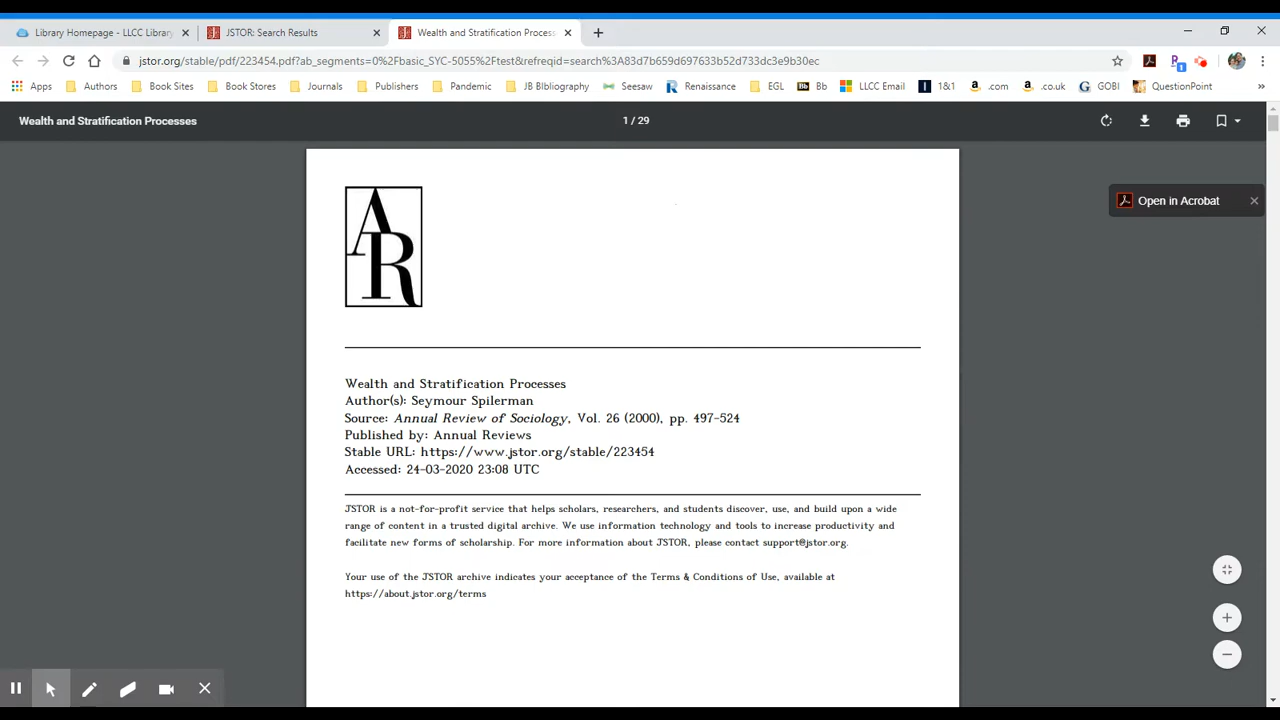 Library Homepage - LLCC Library
JSTOR: Search Results
Wealth and Stratification Process
jstor.org/stable/pdf/223454.pdf?ab_segments=0%2Fbasic_SYC-5055%2Ftest&refreqid=search%3A83d7b659d697633b52d733dc3e9b30ec
1
Apps
Authors
Book Sites
Book Stores
Journals
Publishers
Pandemic
JB BIbliography
Seesaw
Renaissance
EGL
Bb Bb
LLCC Email
1&1
.com
.co.uk
GOBI
QuestionPoint
»
Wealth and Stratification Processes
1 / 29
Open in Acrobat
AR
Wealth and Stratification Processes
Author(s): Seymour Spilerman
Source: Annual Review of Sociology, Vol. 26 (2000), pp. 497-524
Published by: Annual Reviews
Stable URL: https://www.jstor.org/stable/223454
Accessed: 24-03-2020 23:08 UTC
JSTOR is a not-for-profit service that helps scholars, researchers, and students discover, use, and build upon a wide
range of content in a trusted digital archive. We use information technology and tools to increase productivity and
facilitate new forms of scholarship. For more information about JSTOR, please contact support@jstor.org.
Your use of the JSTOR archive indicates your acceptance of the Terms & Conditions of Use, available at
https://about.jstor.org/terms